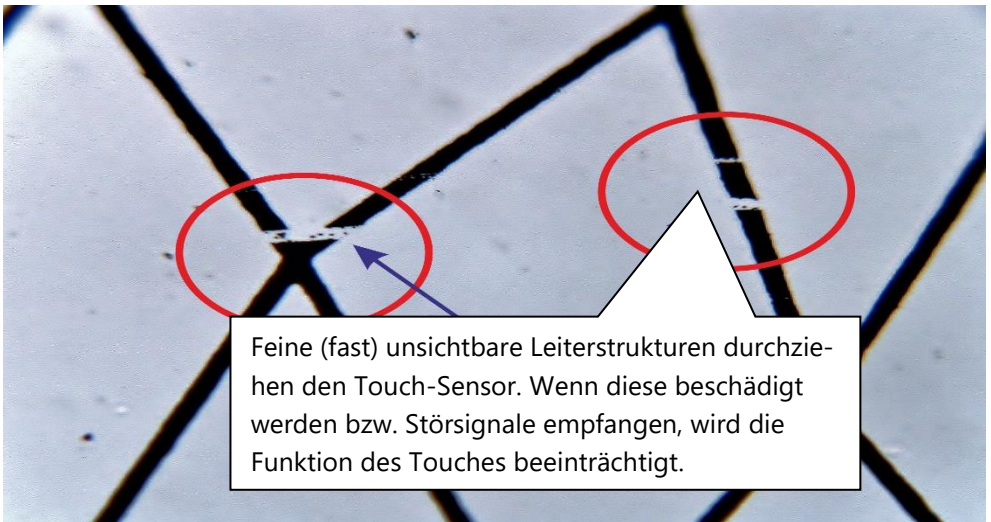 Feine (fast) unsichtbare Leiterstrukturen durchzie-
hen den Touch-Sensor. Wenn diese beschädigt
werden bzw. Störsignale empfangen, wird die
Funktion des Touches beeinträchtigt.